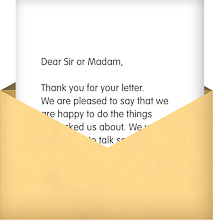 Dear Sir or Madam,
Thank you for your letter.
We are pleased to say that we
are happy to do the things
asked us about. We
to talk